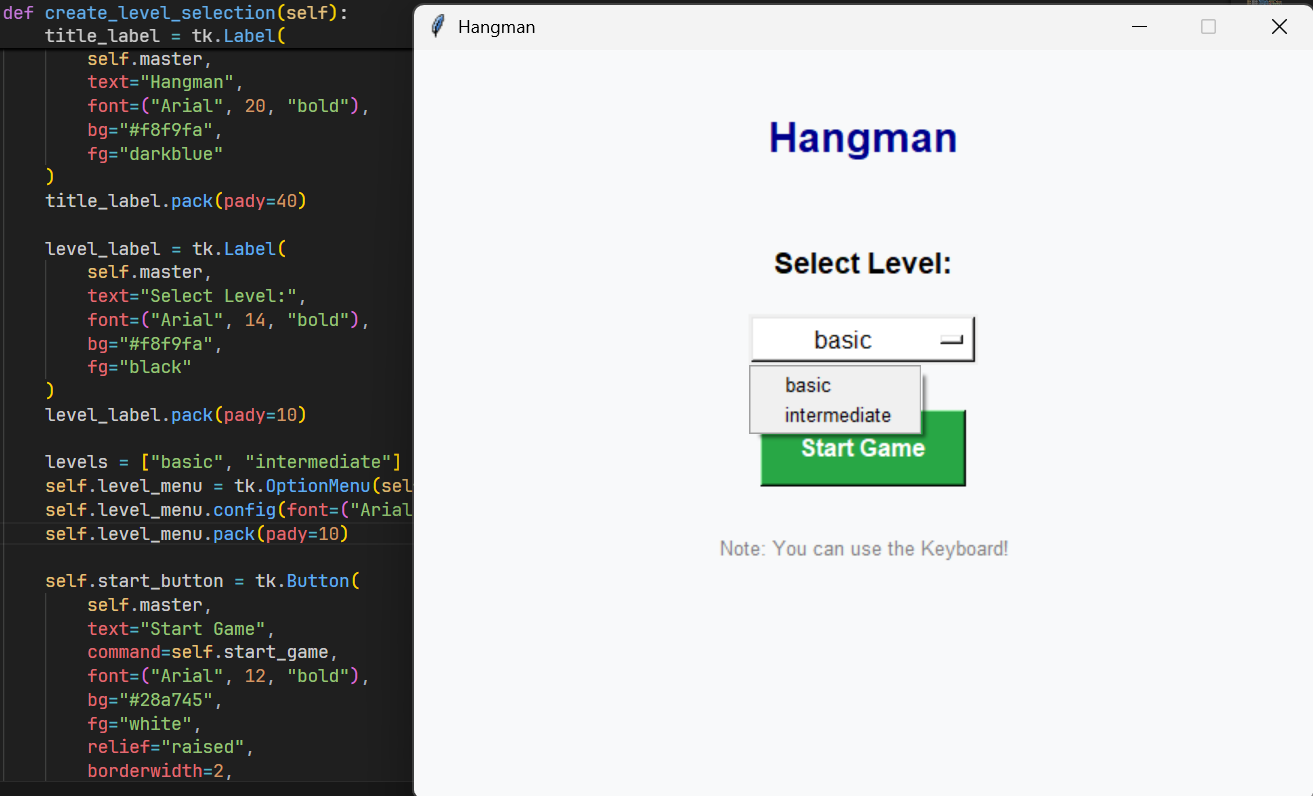 def create_level_selection(self):
title_label = tk.Label(
self.master,
text="Hangman",
font=("Arial", 20, "bold"),
bg="#f8f9fa",
fg="darkblue"
)
title_label.pack(pady=40)
level_label = tk.Label(
self.master,
text="Select Level:",
font=("Arial", 14, "bold"),
bg="#f8f9fa",
fg="black"
)
level_label.pack(pady=10)
levels = ["basic", "intermediate"]
self.level_menu = tk.OptionMenu(sel
self.level_menu.config(font=("Arial
self.level_menu.pack(pady=10)
self.start_button = tk.Button(
self.master,
text="Start Game",
command=self.start_game,
font=("Arial", 12, "bold"),
bg="#28a745",
fg="white",
relief="raised",
borderwidth=2,
Hangman
Hangman
Select Level:
basic
basic
intermediate
Start Game
Note: You can use the Keyboard!